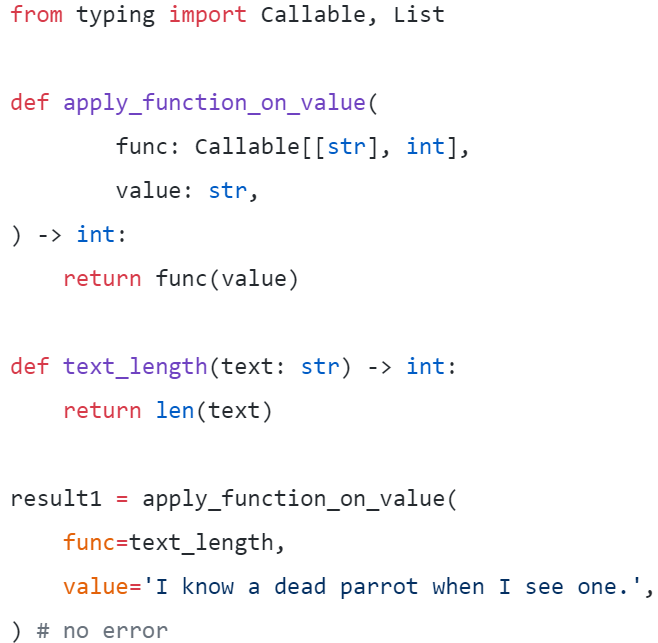 from typing import Callable, List

def apply_function_on_value(
        func: Callable[[str], int],
        value: str,
) -> int:
    return func(value)

def text_length(text: str) -> int:
    return len(text)

result1 = apply_function_on_value(
    func=text_length,
    value='I know a dead parrot when I see one.',
) # no error